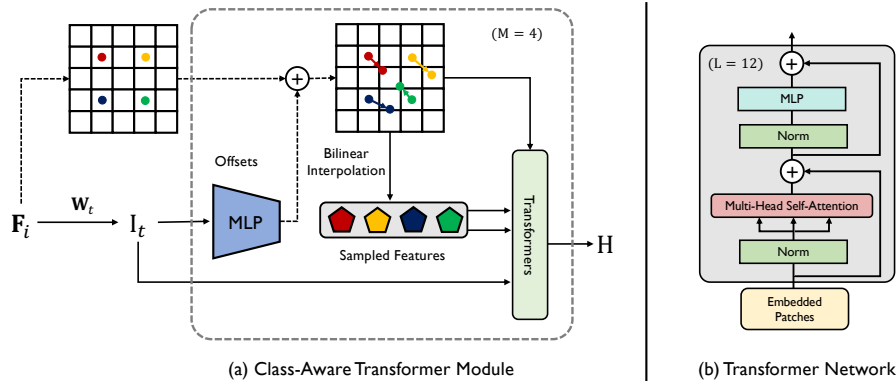 (M = 4)
Offsets
MLP
Bilinear
Interpolation
Sampled Features
Transformers
F_i
W_t
I_t
H
(a) Class-Aware Transformer Module
(L = 12)
MLP
Norm
Multi-Head Self-Attention
Norm
Embedded
Patches
(b) Transformer Network